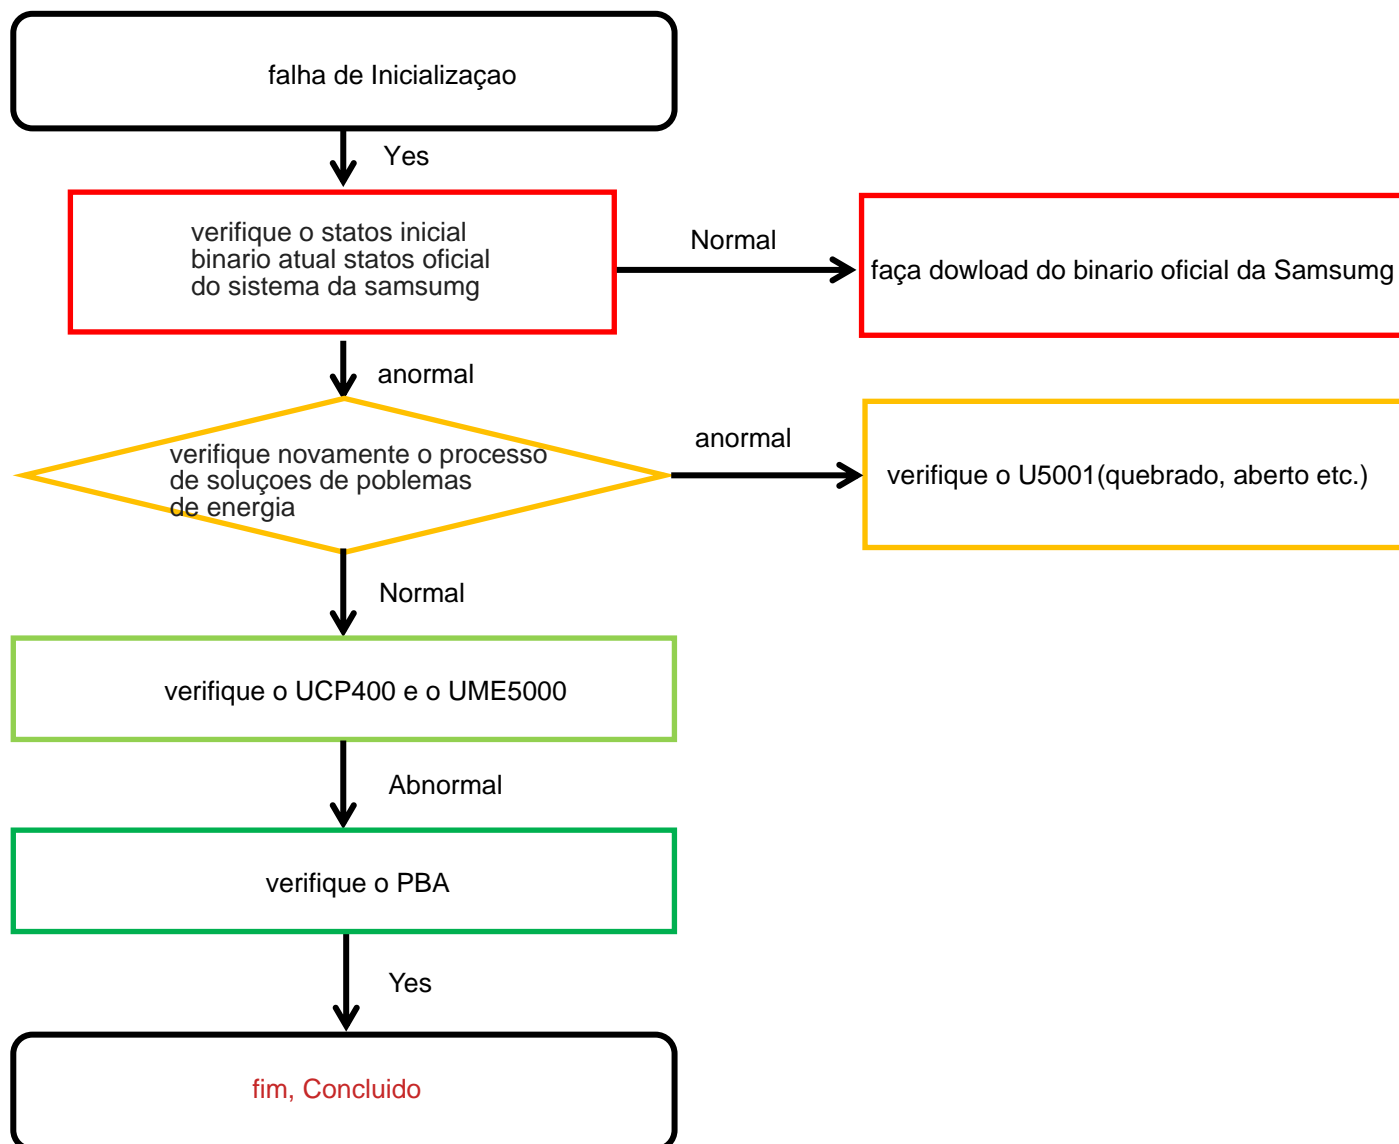 falha de Inicializaçao
Yes
verifique o statos inicial
binario atual statos oficial
do sistema da samsumg
Normal
faça dowload do binario oficial da Samsumg
anormal
verifique novamente o processo
de soluçoes de poblemas
de energia
anormal
verifique o U5001(quebrado, aberto etc.)
Normal
verifique o UCP400 e o UME5000
Abnormal
verifique o PBA
Yes
fim, Concluido